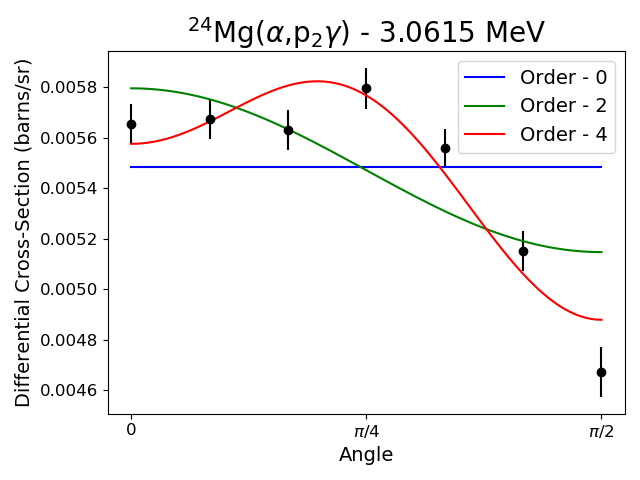 ²⁴Mg(α,p₂γ) - 3.0615 MeV
Order - 0
Order - 2
Order - 4
Differential Cross-Section (barns/sr)
0.0058
0.0056
0.0054
0.0052
0.0050
0.0048
0.0046
0
π/4
π/2
Angle